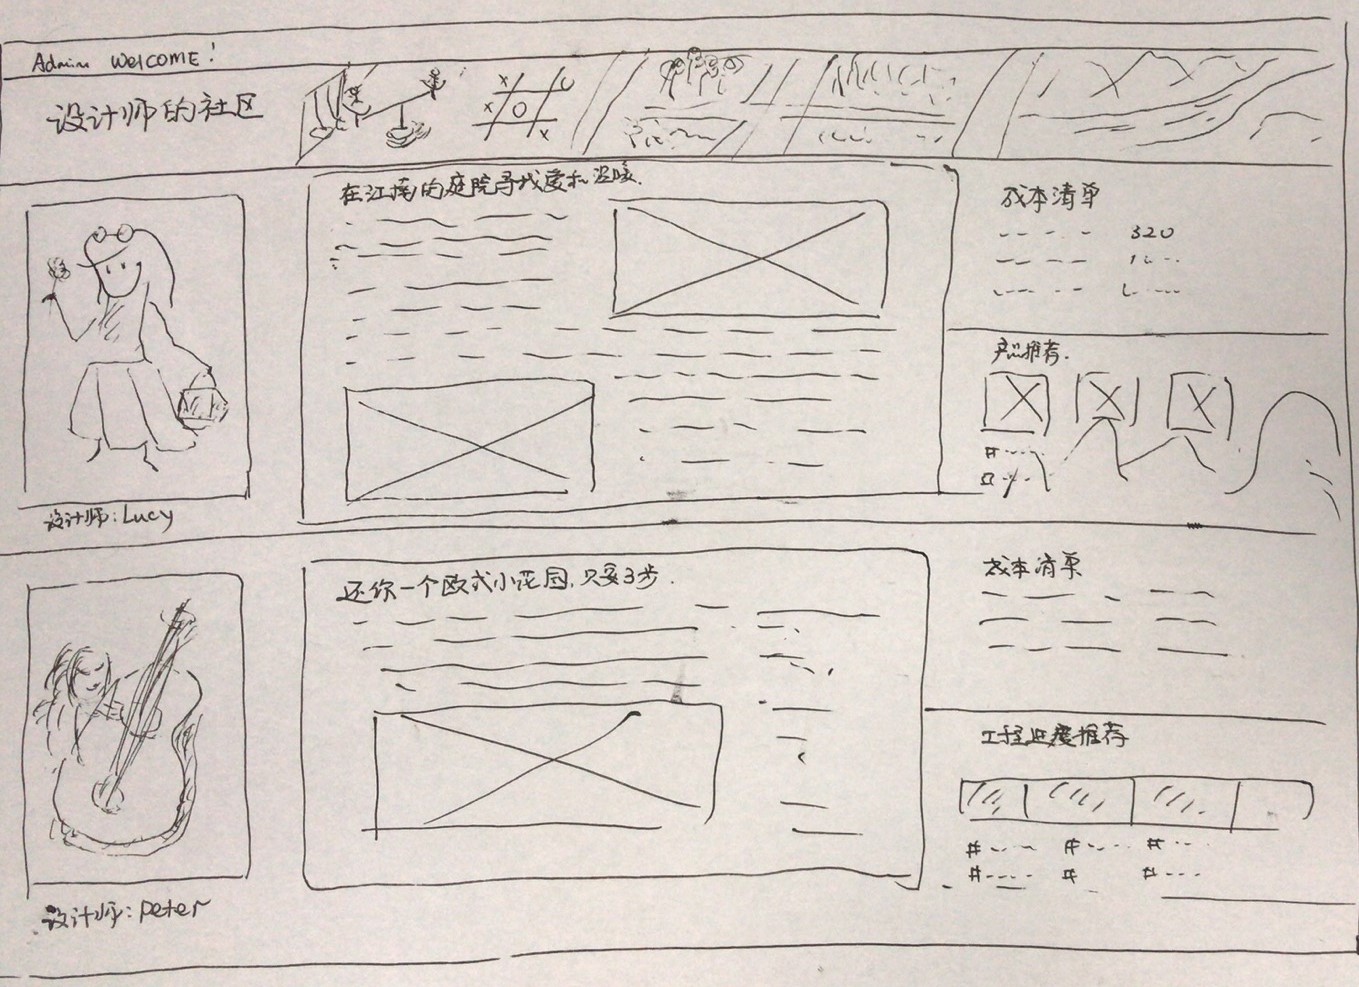 Admin Welcome!
设计师的社区
x
x O
x
在江南的庭院寻找爱和温暖.
成本清单
320
产品推荐.
#
设计师:Lucy
还你一个欧式小花园,只要3步.
成本清单
工程进度推荐
# # #
# # #
设计师:peter